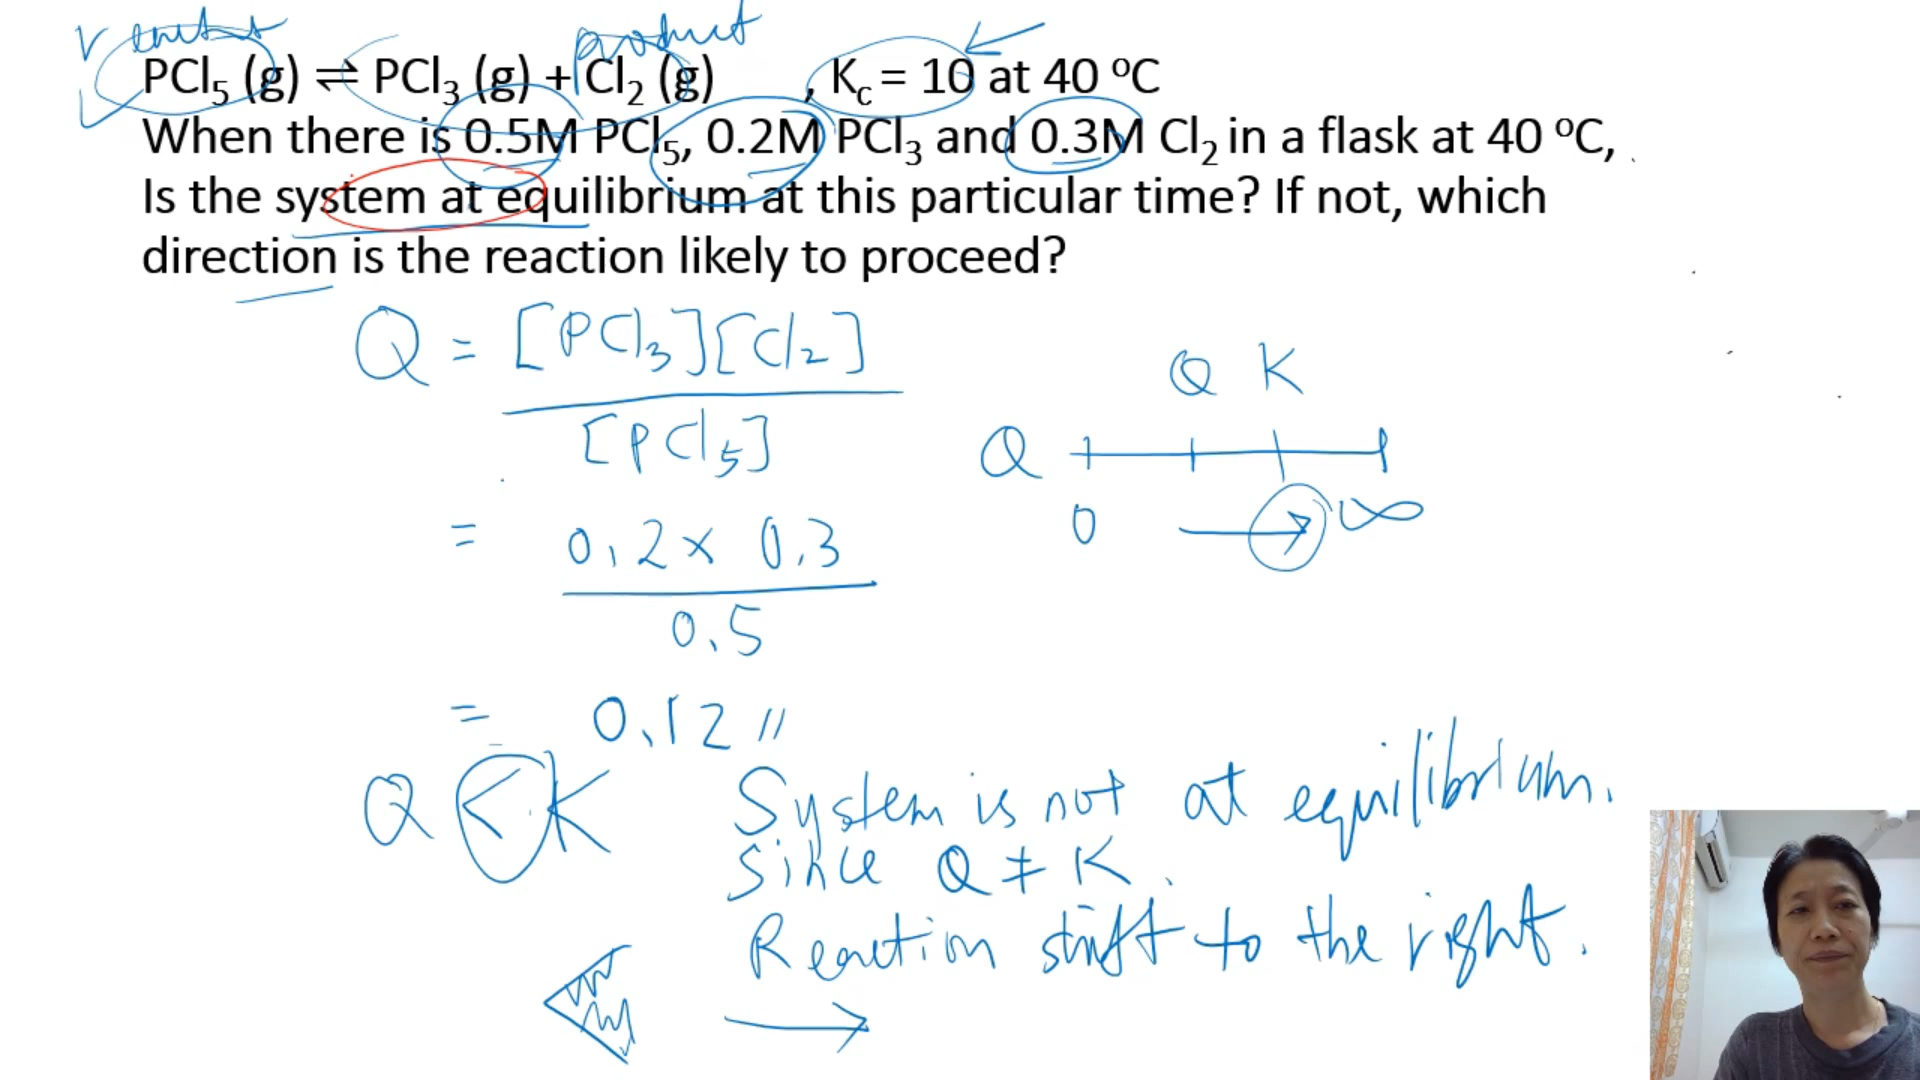 reactant product
PCl₅ (g) ⇌ PCl₃ (g) + Cl₂ (g) , K꜀ = 10 at 40 ºC
When there is 0.5M PCl₅, 0.2M PCl₃ and 0.3M Cl₂ in a flask at 40 ºC,
Is the system at equilibrium at this particular time? If not, which
direction is the reaction likely to proceed?
Q = [PCl₃][Cl₂]
[PCl₅]
= 0.2 x 0.3
0.5
= 0.12 //
Q K
Q
0 ∞
Q < K
System is not at equilibrium.
Since Q ≠ K.
Reaction shift to the right.